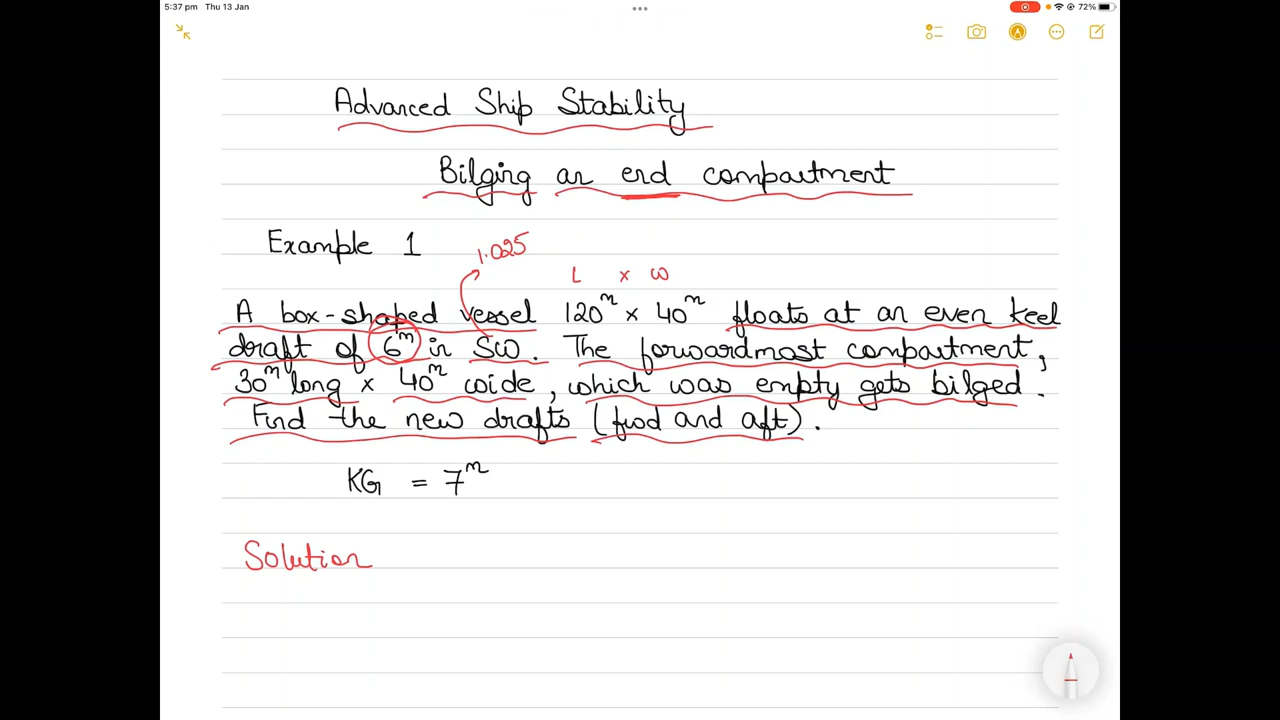 5:37 pm Thu 13 Jan
72%
Advanced Ship Stability
Bilging an end compartment
Example 1
1.025
L x W
A box-shaped vessel 120ᵐ x 40ᵐ floats at an even keel
draft of 6ᵐ in SW. The forwardmost compartment,
30ᵐ long x 40ᵐ wide, which was empty gets bilged.
Find the new drafts (fwd and aft).
KG = 7ᵐ
Solution